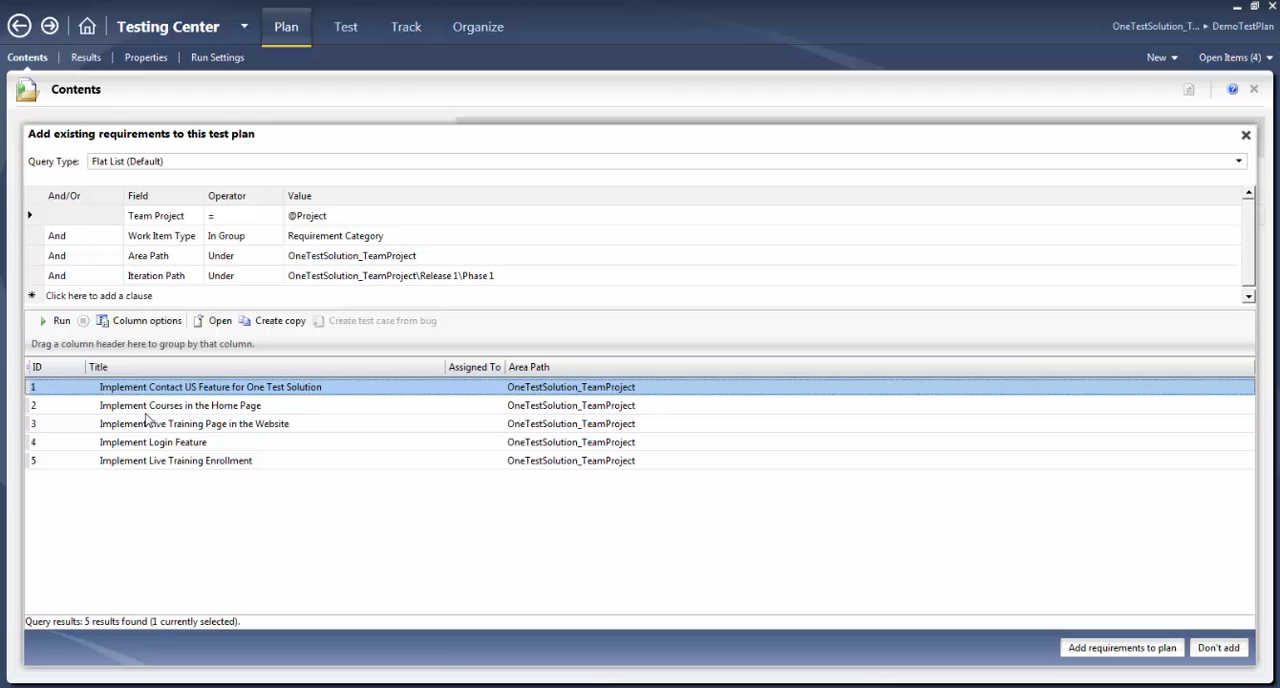 Testing Center Plan Test Track Organize OneTestSolution_T... ▸ DemoTestPlan
Contents | Results | Properties | Run Settings New Open Items (4)
Contents
Add existing requirements to this test plan
Query Type: Flat List (Default)
And/Or Field Operator Value
Team Project = @Project
And Work Item Type In Group Requirement Category
And Area Path Under OneTestSolution_TeamProject
And Iteration Path Under OneTestSolution_TeamProject\Release 1\Phase 1
* Click here to add a clause
Run Column options Open Create copy Create test case from bug
Drag a column header here to group by that column.
ID Title Assigned To Area Path
1 Implement Contact US Feature for One Test Solution OneTestSolution_TeamProject
2 Implement Courses in the Home Page OneTestSolution_TeamProject
3 Implement Live Training Page in the Website OneTestSolution_TeamProject
4 Implement Login Feature OneTestSolution_TeamProject
5 Implement Live Training Enrollment OneTestSolution_TeamProject
Query results: 5 results found (1 currently selected).
Add requirements to plan Don't add